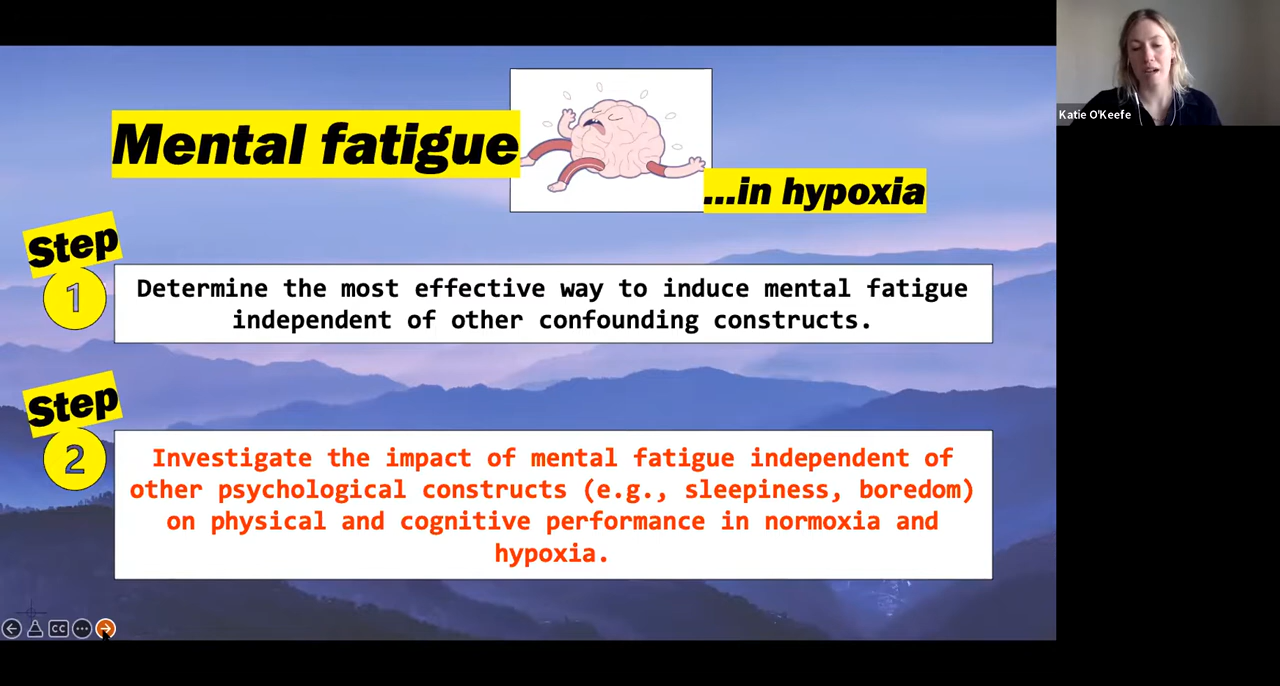 Mental fatigue
...in hypoxia
Step
1
Determine the most effective way to induce mental fatigue
independent of other confounding constructs.
Step
2
Investigate the impact of mental fatigue independent of
other psychological constructs (e.g., sleepiness, boredom)
on physical and cognitive performance in normoxia and
hypoxia.
CC
Katie O'Keefe